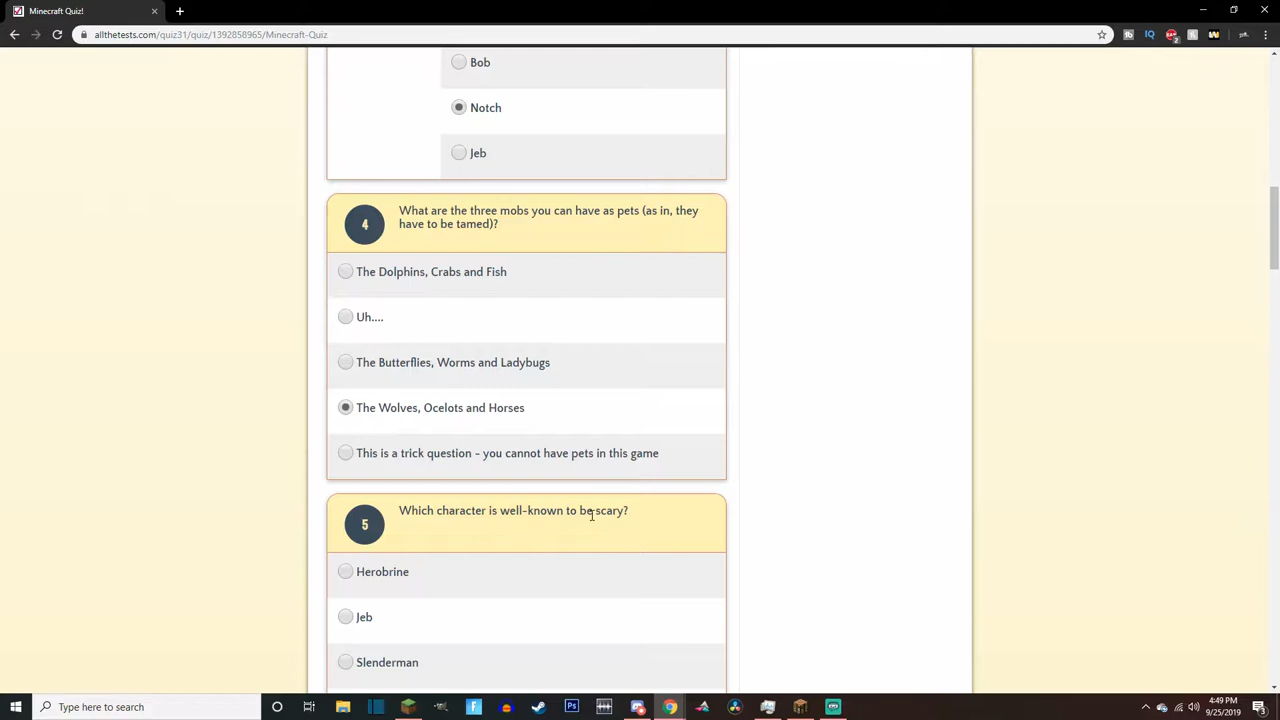 Minecraft Quiz!
allthetests.com/quiz31/quiz/1392858965/Minecraft-Quiz
Bob
Notch
Jeb
4
What are the three mobs you can have as pets (as in, they
have to be tamed)?
The Dolphins, Crabs and Fish
Uh....
The Butterflies, Worms and Ladybugs
The Wolves, Ocelots and Horses
This is a trick question - you cannot have pets in this game
5
Which character is well-known to be scary?
Herobrine
Jeb
Slenderman
Type here to search
4:49 PM
9/25/2019